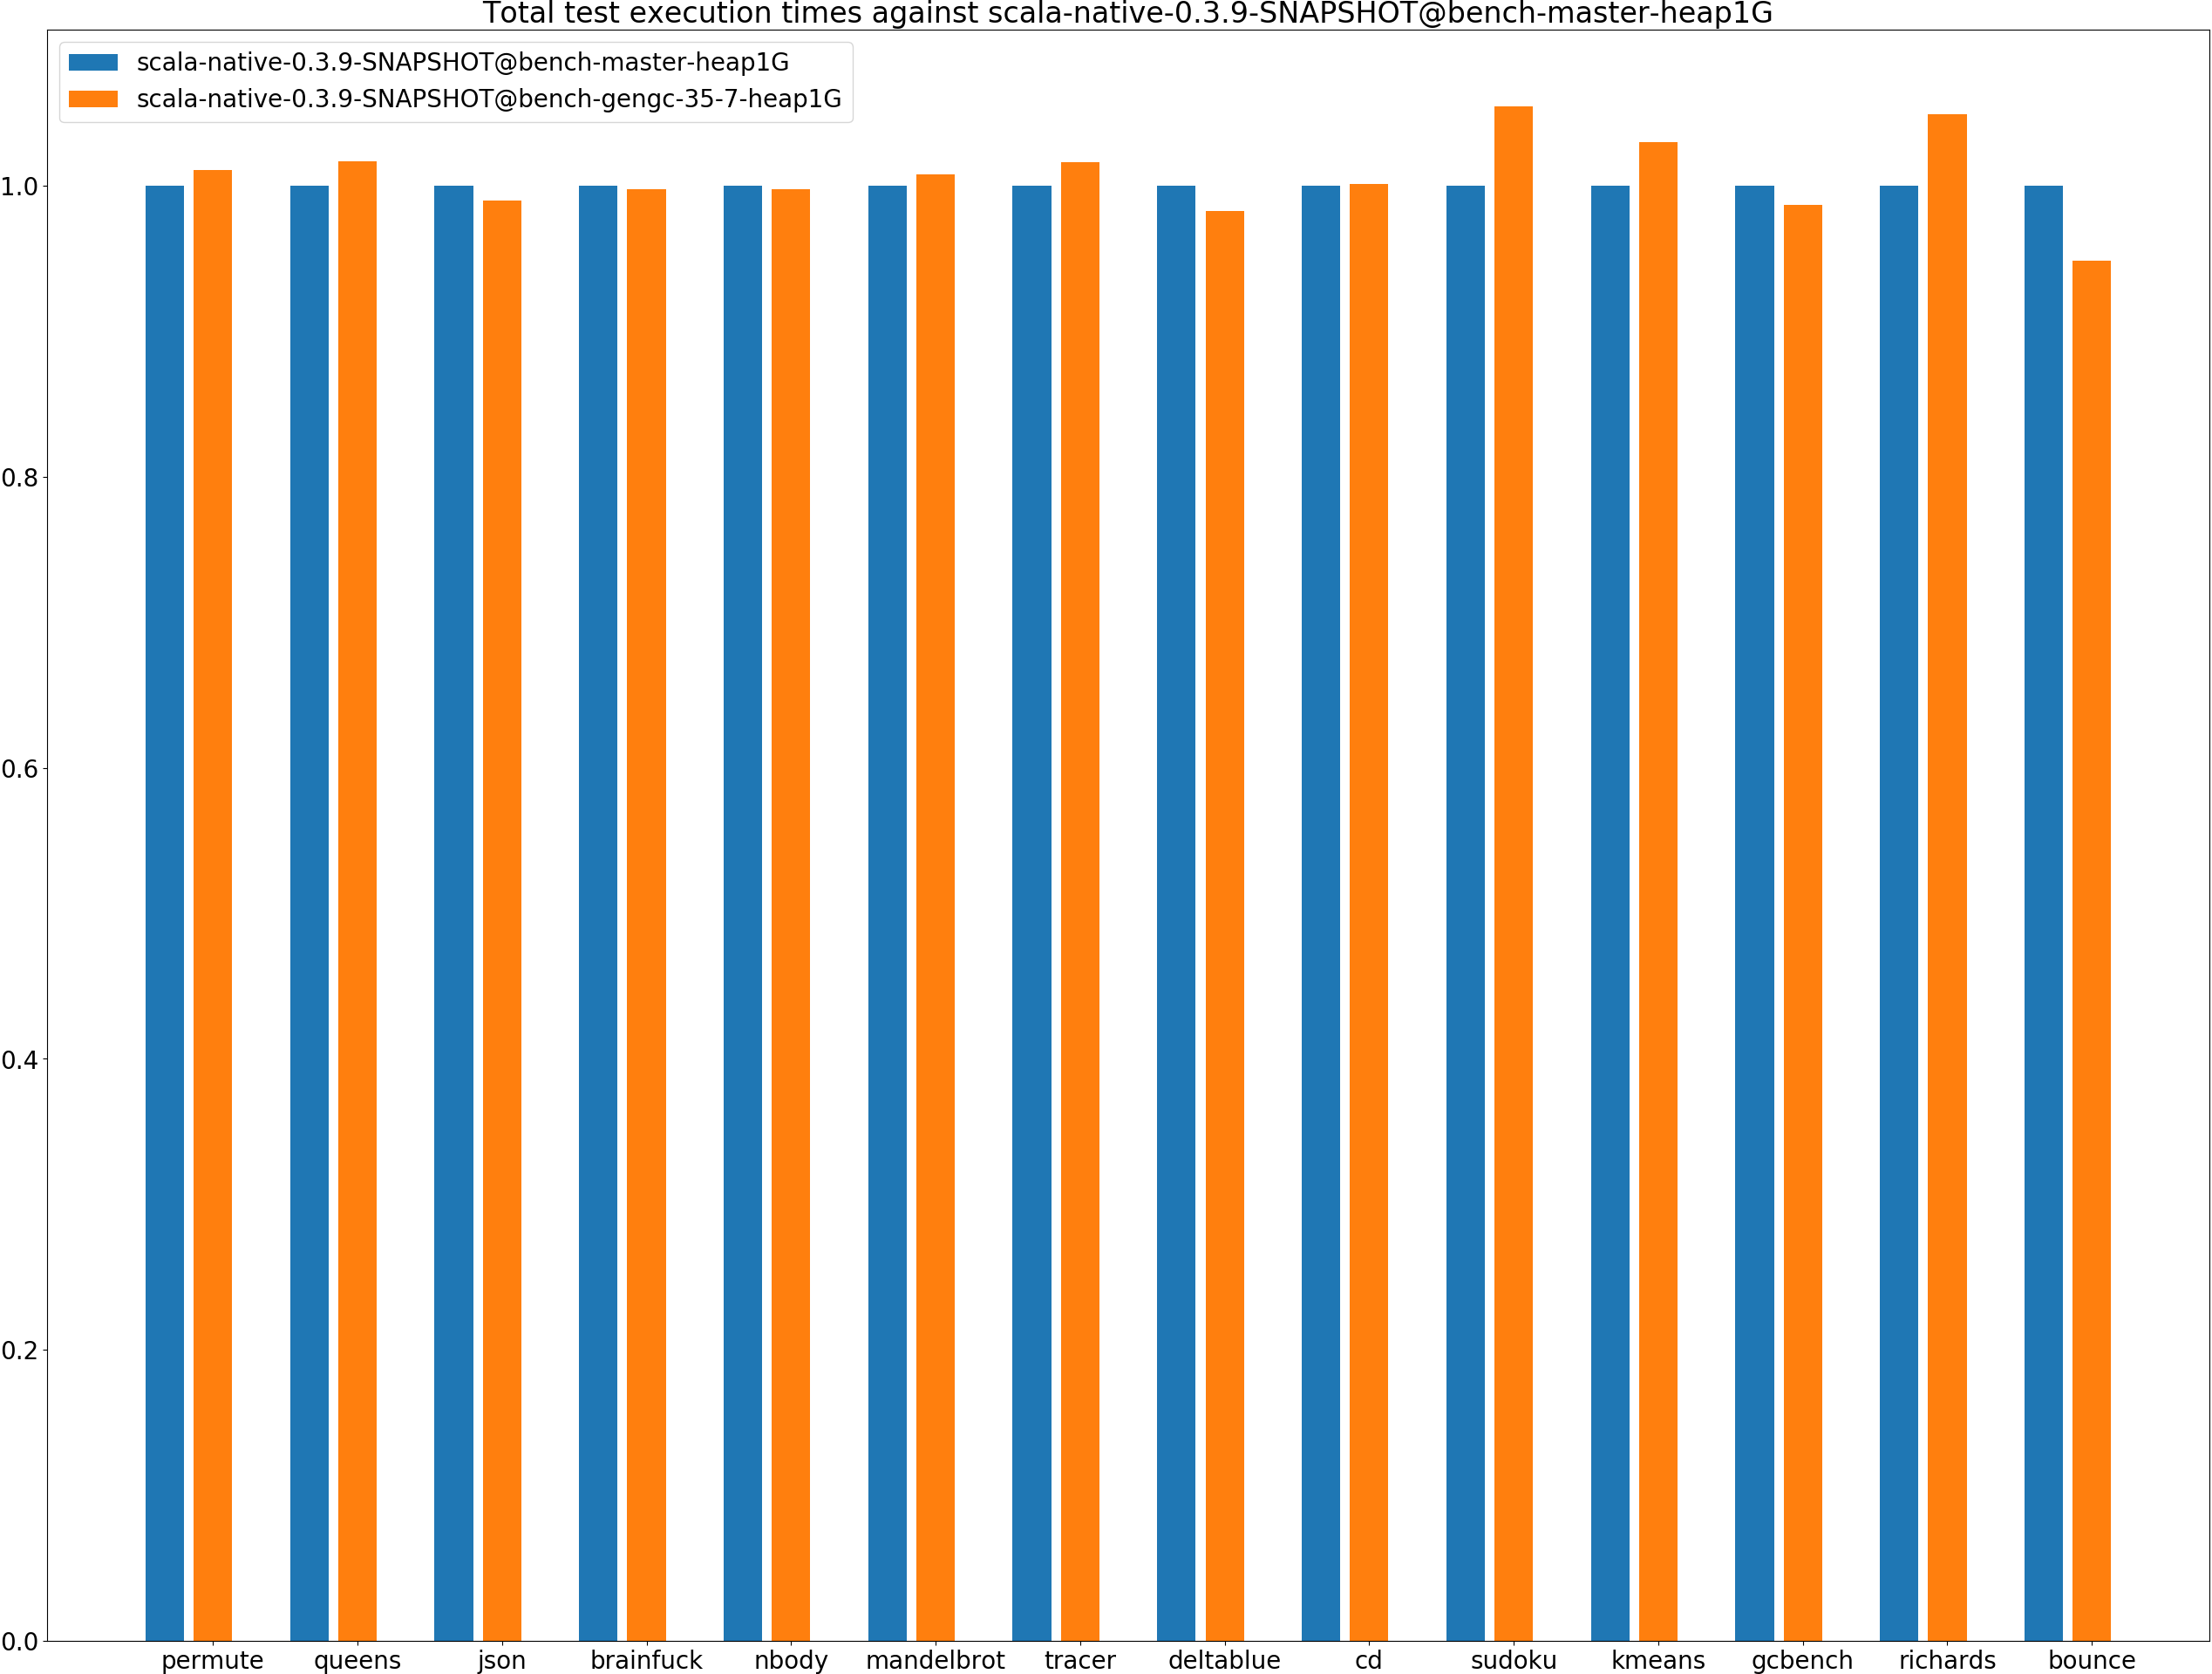 Total test execution times against scala-native-0.3.9-SNAPSHOT@bench-master-heap1G
scala-native-0.3.9-SNAPSHOT@bench-master-heap1G
scala-native-0.3.9-SNAPSHOT@bench-gengc-35-7-heap1G
1.0
0.8
0.6
0.4
0.2
0.0
permute queens json brainfuck nbody mandelbrot tracer deltablue cd sudoku kmeans gcbench richards bounce